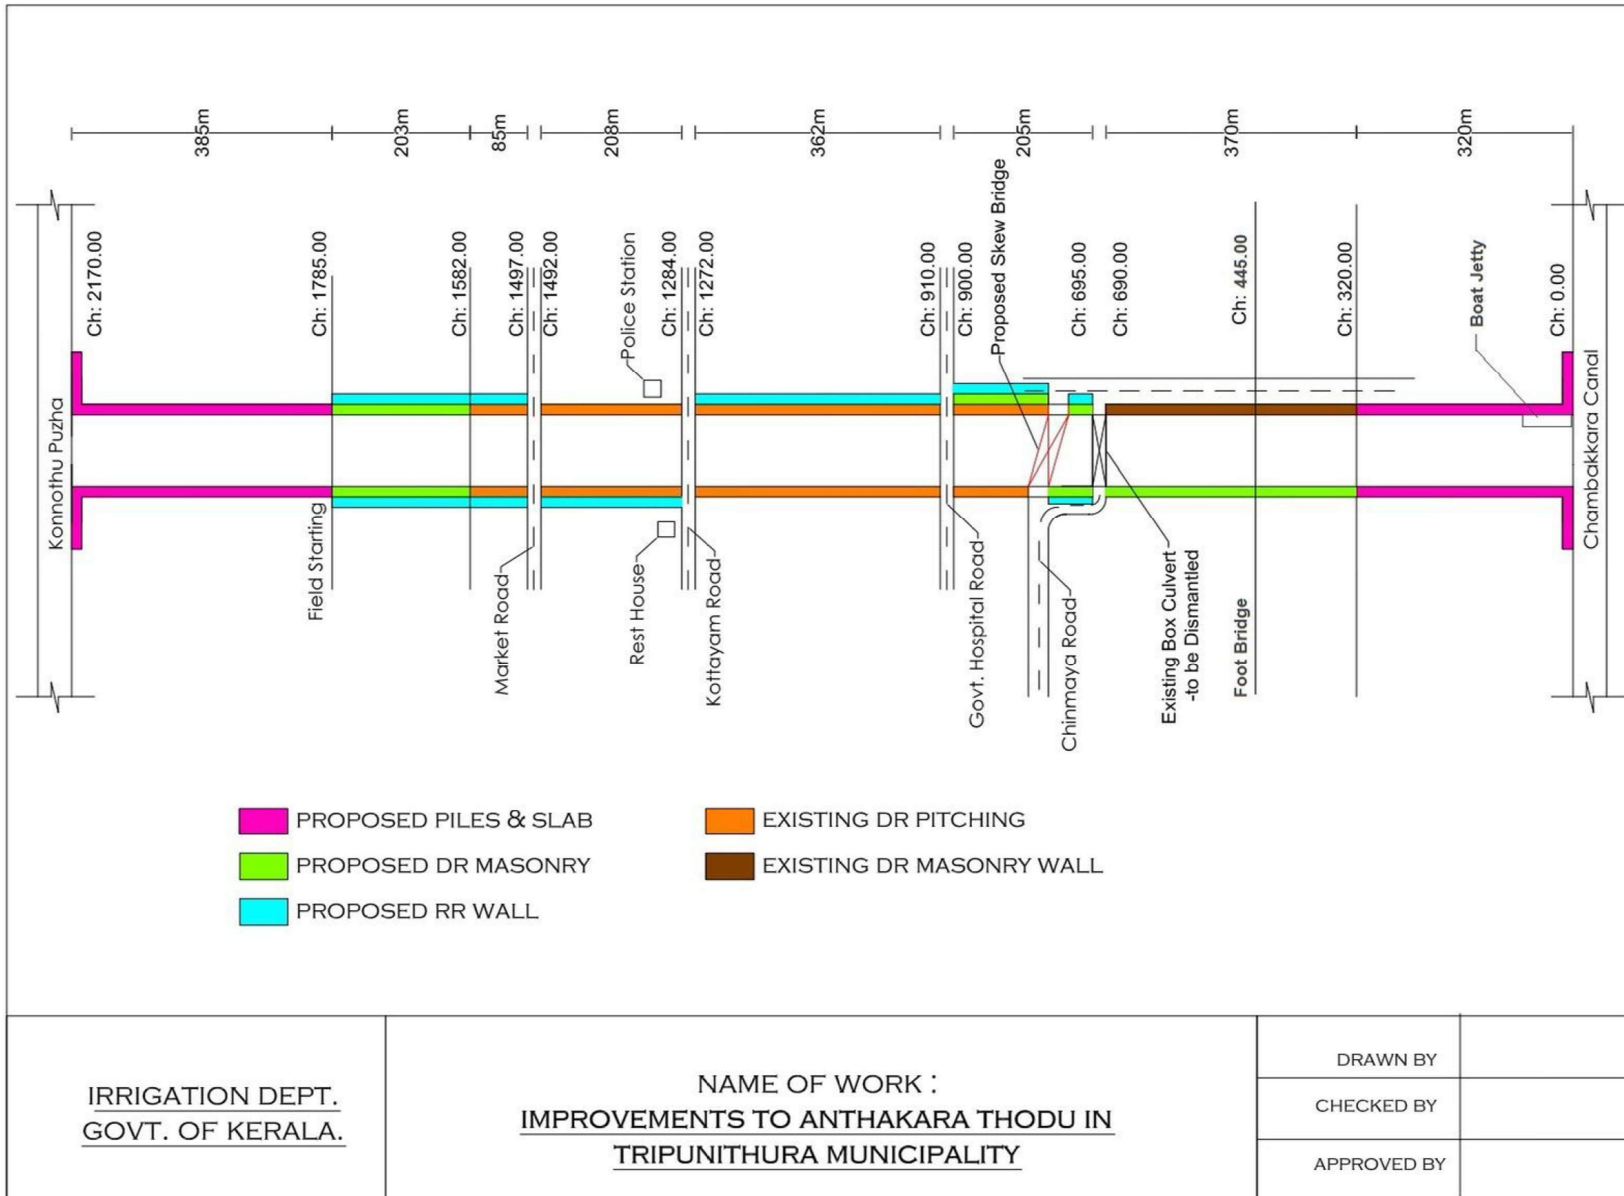 385m
203m
85m
208m
362m
205m
370m
320m
Konnothu Puzha
Ch: 2170.00
Ch: 1785.00
Ch: 1582.00
Ch: 1497.00
Ch: 1492.00
Police Station
Ch: 1284.00
Ch: 1272.00
Ch: 910.00
Ch: 900.00
Proposed Skew Bridge
Ch: 695.00
Ch: 690.00
Ch: 445.00
Ch: 320.00
Boat Jetty
Ch: 0.00
Chambakkara Canal
Field Starting
Market Road
Rest House
Kottayam Road
Govt. Hospital Road
Chinmaya Road
Existing Box Culvert
-to be Dismantled
Foot Bridge
PROPOSED PILES & SLAB
PROPOSED DR MASONRY
PROPOSED RR WALL
EXISTING DR PITCHING
EXISTING DR MASONRY WALL
IRRIGATION DEPT.
GOVT. OF KERALA.
NAME OF WORK :
IMPROVEMENTS TO ANTHAKARA THODU IN
TRIPUNITHURA MUNICIPALITY
DRAWN BY
CHECKED BY
APPROVED BY